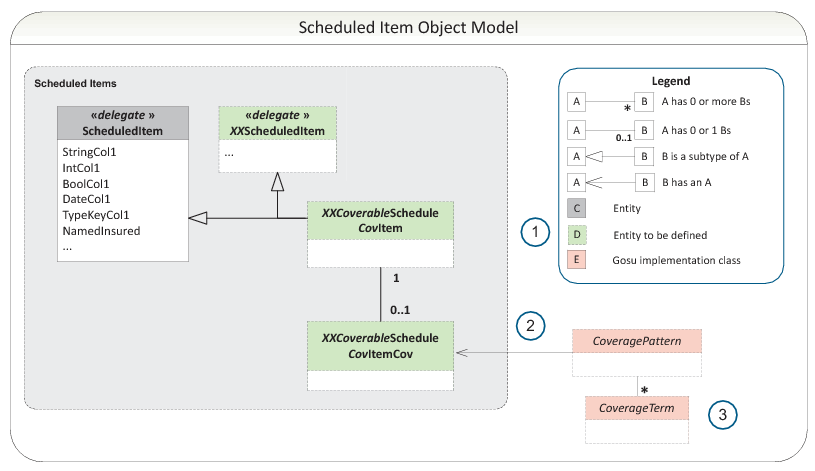 Scheduled Item Object Model
Scheduled Items
«delegate »
ScheduledItem
StringCol1
IntCol1
BoolCol1
DateCol1
TypeKeyCol1
NamedInsured
...
«delegate »
XXScheduledItem
...
XXCoverableSchedule
CovItem
1
0..1
XXCoverableSchedule
CovItemCov
1
Legend
A
*
B
A has 0 or more Bs
A
0..1
B
A has 0 or 1 Bs
A
B
B is a subtype of A
A
B
B has an A
C
Entity
D
Entity to be defined
E
Gosu implementation class
2
CoveragePattern
*
CoverageTerm
3